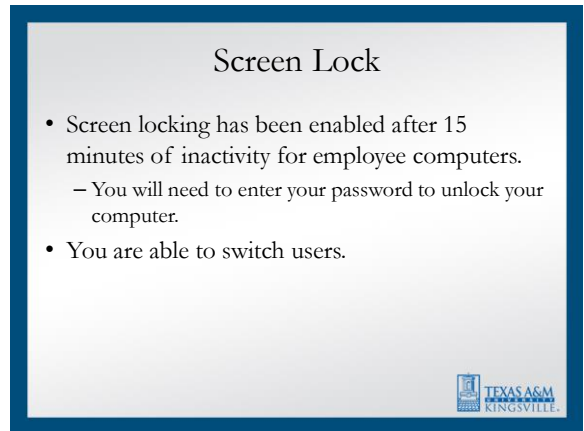 Screen Lock
• Screen locking has been enabled after 15
minutes of inactivity for employee computers.
– You will need to enter your password to unlock your
computer.
• You are able to switch users.
TEXAS A&M
UNIVERSITY
KINGSVILLE.